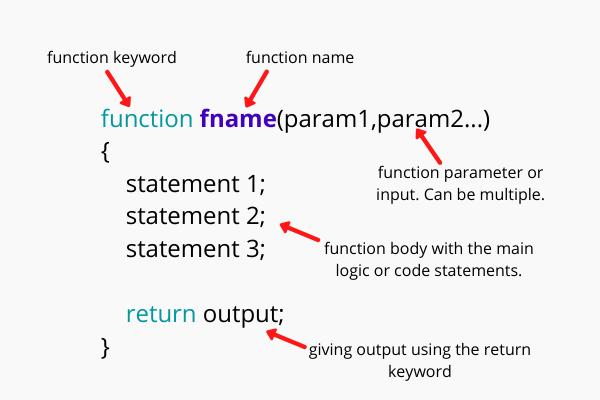 function keyword function name
function fname(param1,param2...)
{
function parameter or
input. Can be multiple.
statement 1;
statement 2;
statement 3;
function body with the main
logic or code statements.
return output;
}
giving output using the return
keyword